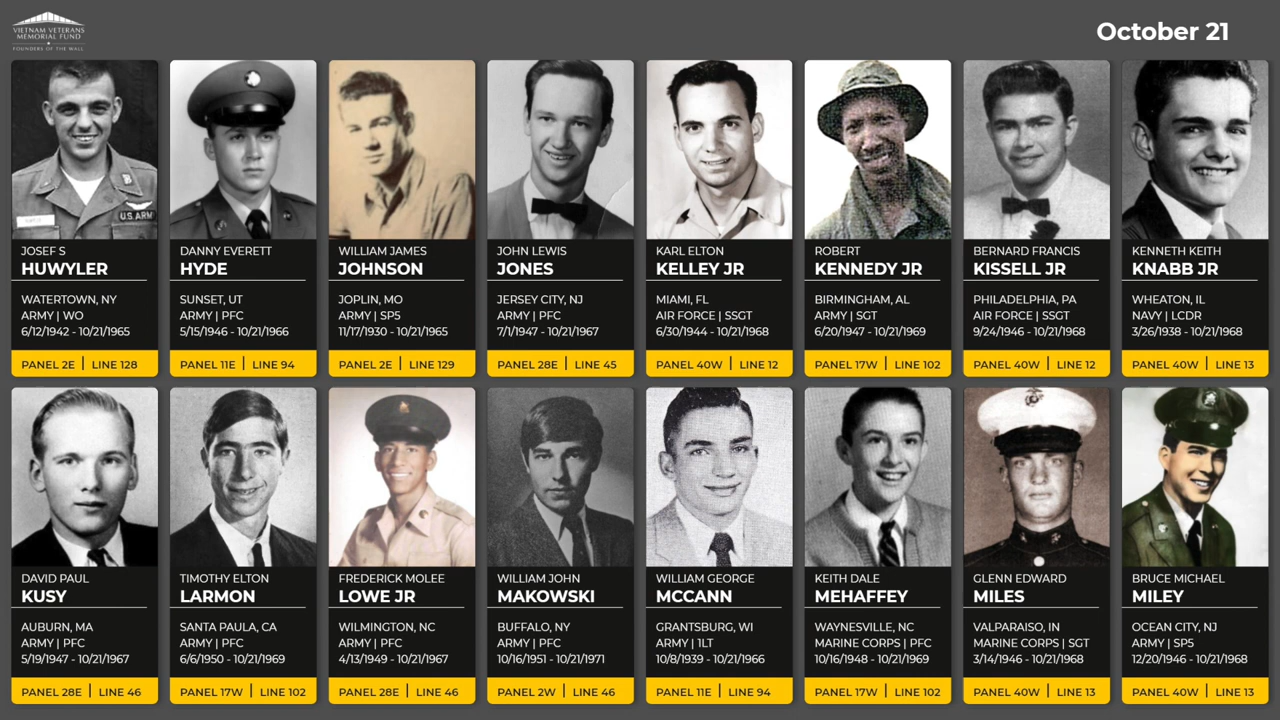 VIETNAM VETERANS
MEMORIAL FUND
FOUNDERS OF THE WALL
October 21
U.S. ARMY
JOSEF S
HUWYLER
WATERTOWN, NY
ARMY | WO
6/12/1942 - 10/21/1965
PANEL 2E | LINE 128
DANNY EVERETT
HYDE
SUNSET, UT
ARMY | PFC
5/15/1946 - 10/21/1966
PANEL 11E | LINE 94
WILLIAM JAMES
JOHNSON
JOPLIN, MO
ARMY | SP5
11/17/1930 - 10/21/1965
PANEL 2E | LINE 129
JOHN LEWIS
JONES
JERSEY CITY, NJ
ARMY | PFC
7/1/1947 - 10/21/1967
PANEL 28E | LINE 45
KARL ELTON
KELLEY JR
MIAMI, FL
AIR FORCE | SSGT
6/30/1944 - 10/21/1968
PANEL 40W | LINE 12
ROBERT
KENNEDY JR
BIRMINGHAM, AL
ARMY | SGT
6/20/1947 - 10/21/1969
PANEL 17W | LINE 102
BERNARD FRANCIS
KISSELL JR
PHILADELPHIA, PA
AIR FORCE | SSGT
9/24/1946 - 10/21/1968
PANEL 40W | LINE 12
KENNETH KEITH
KNABB JR
WHEATON, IL
NAVY | LCDR
3/26/1938 - 10/21/1968
PANEL 40W | LINE 13
DAVID PAUL
KUSY
AUBURN, MA
ARMY | PFC
5/19/1947 - 10/21/1967
PANEL 28E | LINE 46
TIMOTHY ELTON
LARMON
SANTA PAULA, CA
ARMY | PFC
6/6/1950 - 10/21/1969
PANEL 17W | LINE 102
FREDERICK MOLEE
LOWE JR
WILMINGTON, NC
ARMY | PFC
4/13/1949 - 10/21/1967
PANEL 28E | LINE 46
WILLIAM JOHN
MAKOWSKI
BUFFALO, NY
ARMY | PFC
10/16/1951 - 10/21/1971
PANEL 2W | LINE 46
WILLIAM GEORGE
MCCANN
GRANTSBURG, WI
ARMY | 1LT
10/8/1939 - 10/21/1966
PANEL 11E | LINE 94
KEITH DALE
MEHAFFEY
WAYNESVILLE, NC
MARINE CORPS | PFC
10/16/1948 - 10/21/1969
PANEL 17W | LINE 102
GLENN EDWARD
MILES
VALPARAISO, IN
MARINE CORPS | SGT
3/14/1946 - 10/21/1968
PANEL 40W | LINE 13
BRUCE MICHAEL
MILEY
OCEAN CITY, NJ
ARMY | SP5
12/20/1946 - 10/21/1968
PANEL 40W | LINE 13